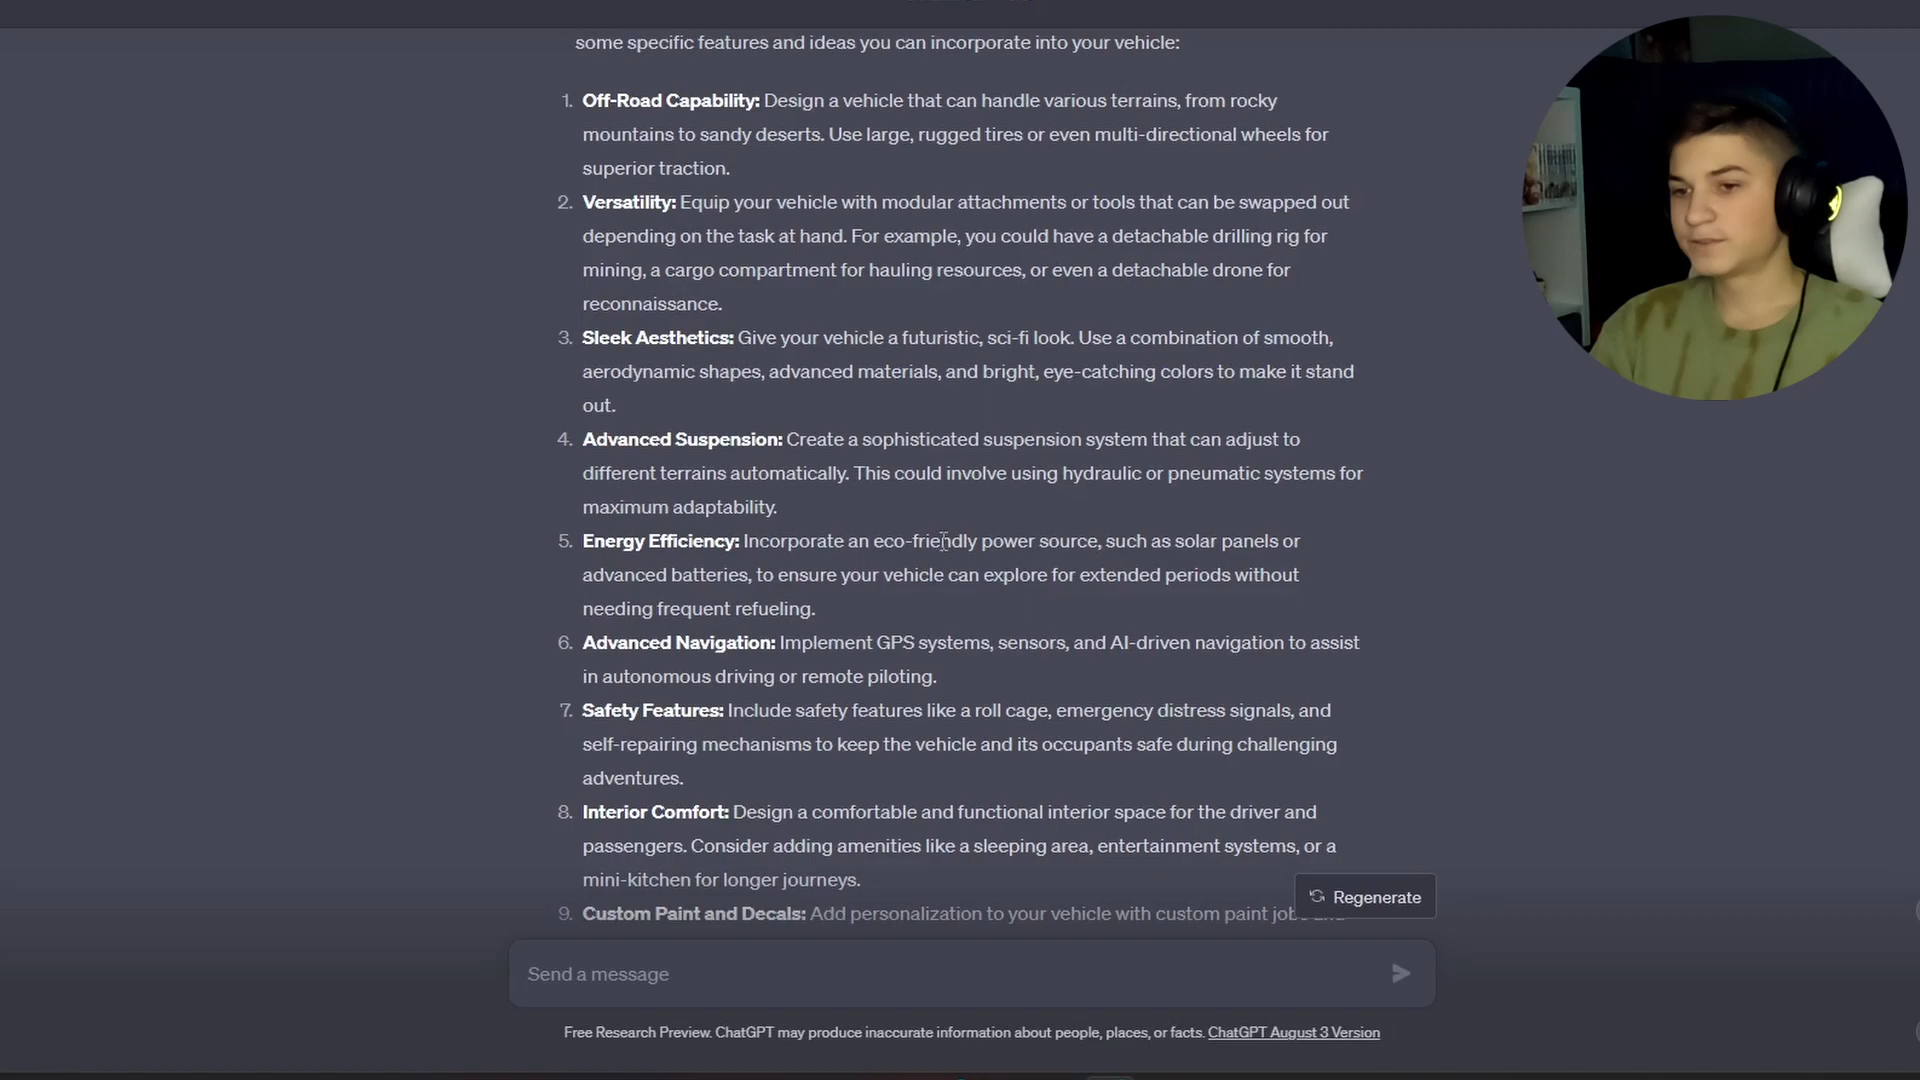 some specific features and ideas you can incorporate into your vehicle:
1. Off-Road Capability: Design a vehicle that can handle various terrains, from rocky
mountains to sandy deserts. Use large, rugged tires or even multi-directional wheels for
superior traction.
2. Versatility: Equip your vehicle with modular attachments or tools that can be swapped out
depending on the task at hand. For example, you could have a detachable drilling rig for
mining, a cargo compartment for hauling resources, or even a detachable drone for
reconnaissance.
3. Sleek Aesthetics: Give your vehicle a futuristic, sci-fi look. Use a combination of smooth,
aerodynamic shapes, advanced materials, and bright, eye-catching colors to make it stand
out.
4. Advanced Suspension: Create a sophisticated suspension system that can adjust to
different terrains automatically. This could involve using hydraulic or pneumatic systems for
maximum adaptability.
5. Energy Efficiency: Incorporate an eco-friendly power source, such as solar panels or
advanced batteries, to ensure your vehicle can explore for extended periods without
needing frequent refueling.
6. Advanced Navigation: Implement GPS systems, sensors, and AI-driven navigation to assist
in autonomous driving or remote piloting.
7. Safety Features: Include safety features like a roll cage, emergency distress signals, and
self-repairing mechanisms to keep the vehicle and its occupants safe during challenging
adventures.
8. Interior Comfort: Design a comfortable and functional interior space for the driver and
passengers. Consider adding amenities like a sleeping area, entertainment systems, or a
mini-kitchen for longer journeys.
Regenerate
9. Custom Paint and Decals: Add personalization to your vehicle with custom paint jobs and
Send a message
Free Research Preview. ChatGPT may produce inaccurate information about people, places, or facts. ChatGPT August 3 Version